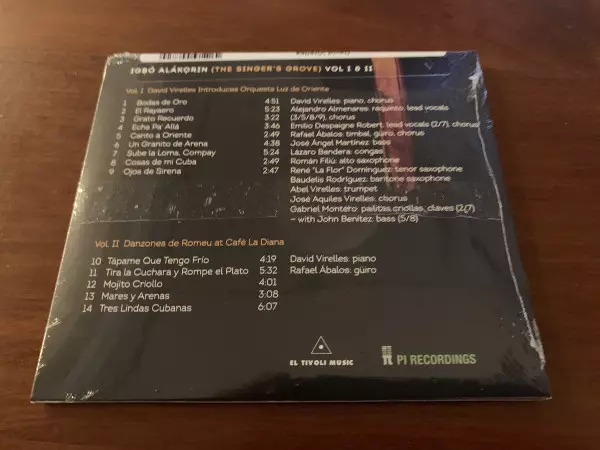 IGBÓ ALÁKORIN (THE SINGER'S GROVE) VOL I & II
Vol. I David Virelles Introduces Orquesta Luz de Oriente
1 Bodas de Oro 4:51
2 El Rayaero 5:23
3 Grato Recuerdo 3:22
4 Echa Pa' Allá 3:46
5 Canto a Oriente 2:49
6 Un Granito de Arena 4:11
7 Sube la Loma, Compay 5:24
8 Cosas de mi Cuba 2:49
9 Ojos de Sirena 2:47
David Virelles: piano, chorus
Alejandro Almenares: requinto, lead vocals
(3/5/8/9), chorus
Emilio Despaigne Robert, lead vocals (2/7), chorus
Rafael Ábalos: timbal, güiro, chorus
José Ángel Martínez: bass
Lázaro Bandera: congas
Román Filiú: alto saxophone
René "La Flor" Domínguez: tenor saxophone
Baudelis Rodríguez: baritone saxophone
Abel Virelles: trumpet
José Aquiles Virelles: chorus
Gabriel Montero: pailitas criollas, claves (2/7)
– with John Benitez: bass (5/8)
Vol. II Danzones de Romeu at Café La Diana
10 Tápame Que Tengo Frío 4:19
11 Tira la Cuchara y Rompe el Plato 5:32
12 Mojito Criollo 4:01
13 Mares y Arenas 3:08
14 Tres Lindas Cubanas 6:07
David Virelles: piano
Rafael Ábalos: güiro
EL TIVOLI MUSIC
PI RECORDINGS